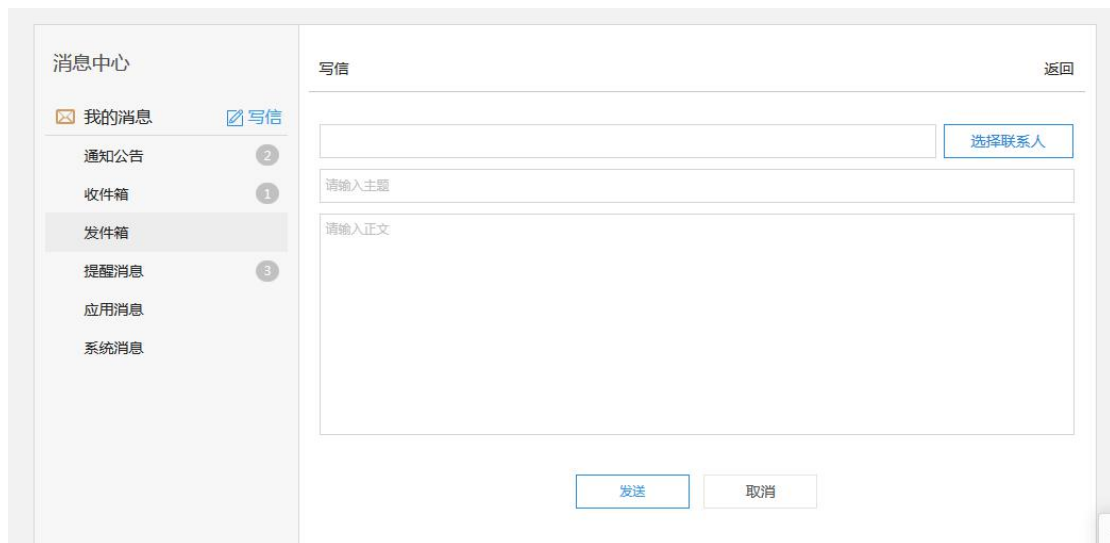 消息中心
我的消息 写信
通知公告 2
收件箱 1
发件箱
提醒消息 3
应用消息
系统消息
写信 返回
选择联系人
请输入主题
请输入正文
发送 取消